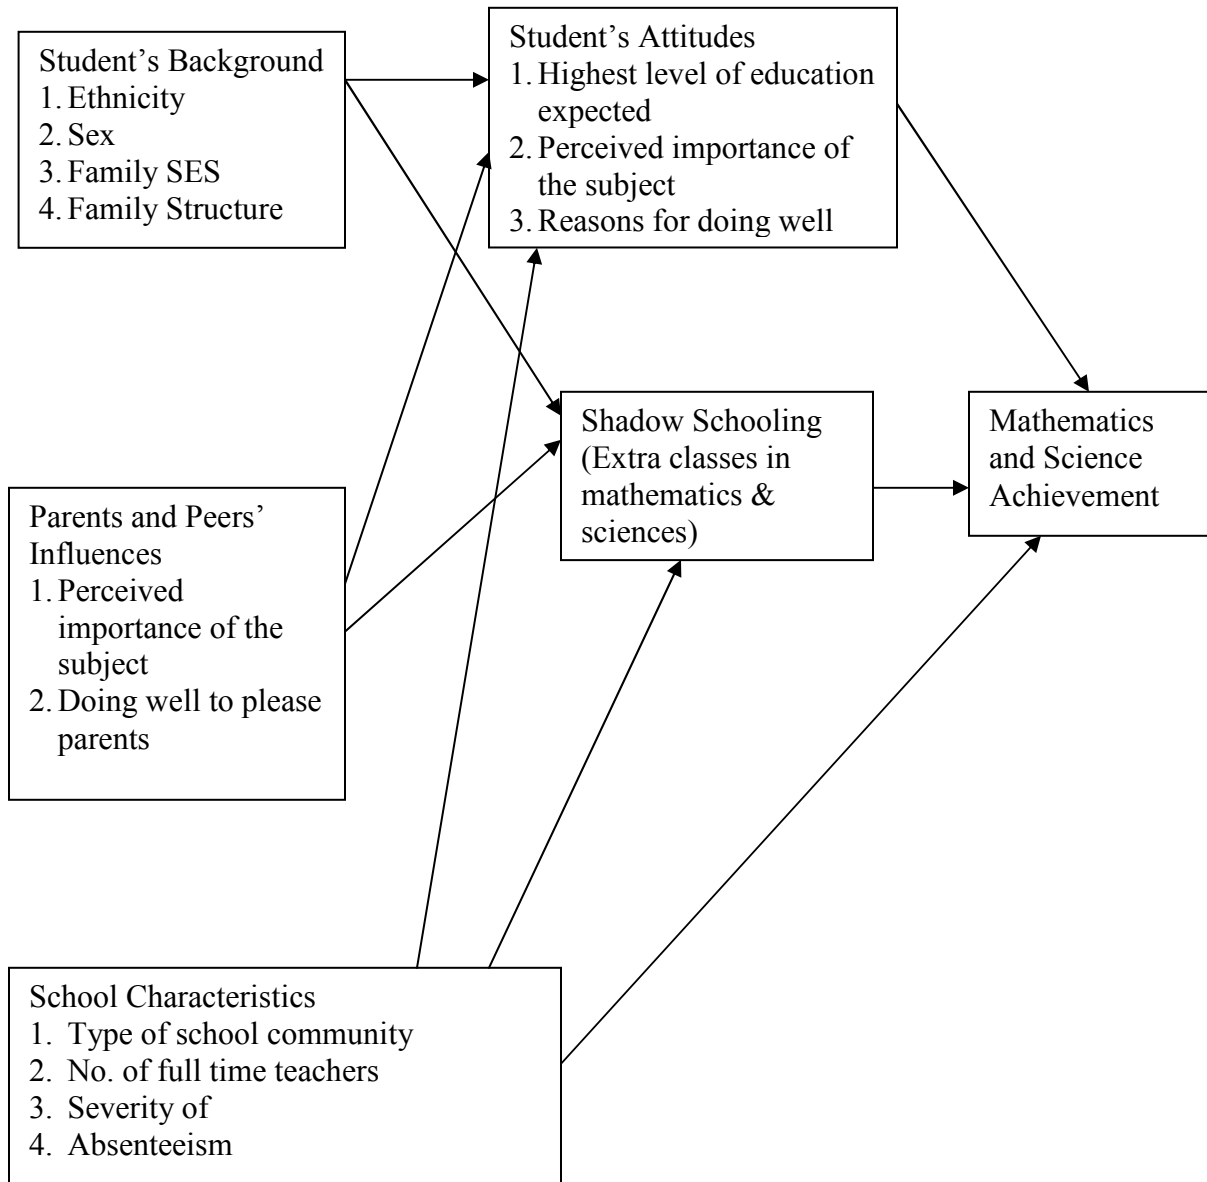 Student’s Background
1. Ethnicity
2. Sex
3. Family SES
4. Family Structure
Student’s Attitudes
1. Highest level of education
expected
2. Perceived importance of
the subject
3. Reasons for doing well
Shadow Schooling
(Extra classes in
mathematics &
sciences)
Mathematics
and Science
Achievement
Parents and Peers’
Influences
1. Perceived
importance of the
subject
2. Doing well to please
parents
School Characteristics
1. Type of school community
2. No. of full time teachers
3. Severity of
4. Absenteeism